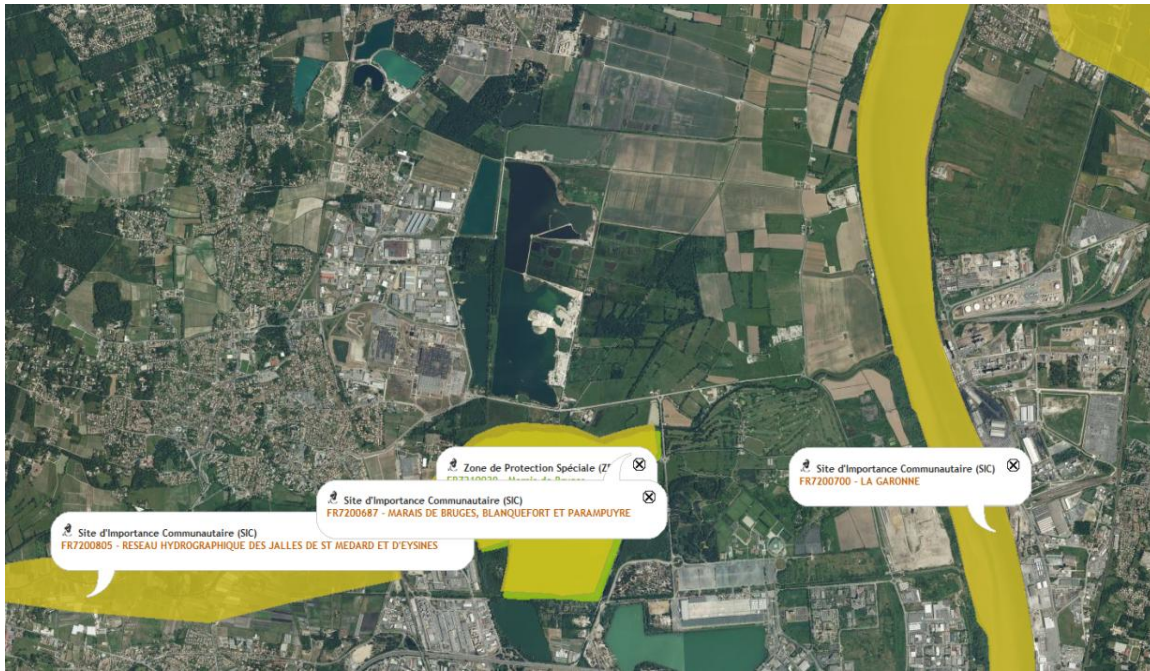 Zone de Protection Spéciale
Site d'Importance Communautaire (SIC)
FR7200687 - MARAIS DE BRUGES, BLANQUEFORT ET PARAMPUYRE
Site d'Importance Communautaire (SIC)
FR7200805 - RESEAU HYDROGRAPHIQUE DES JALLES DE ST MEDARD ET D'EYSINES
Site d'Importance Communautaire (SIC)
FR7200700 - LA GARONNE